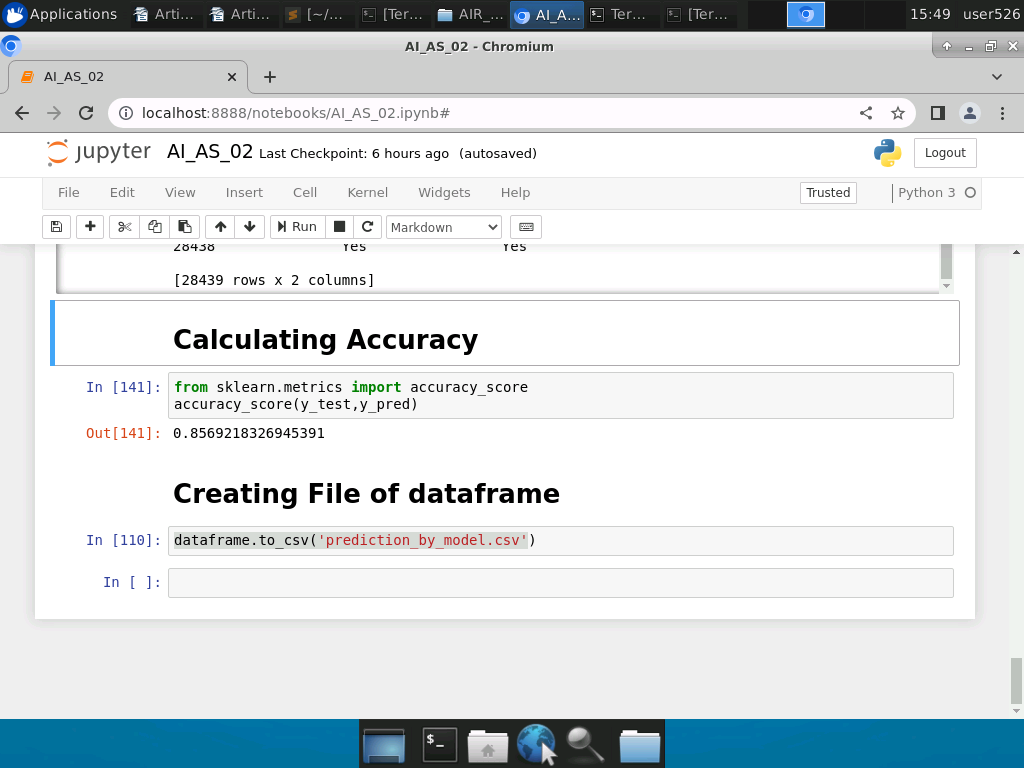 Applications Arti... Arti... [~/... [Ter... AIR_... AI_A... Ter... [Ter... 15:49 user526
AI_AS_02 - Chromium
AI_AS_02
localhost:8888/notebooks/AI_AS_02.ipynb#
jupyter AI_AS_02 Last Checkpoint: 6 hours ago (autosaved) Logout
File Edit View Insert Cell Kernel Widgets Help Trusted Python 3
Run Markdown
28438 Yes Yes
[28439 rows x 2 columns]
Calculating Accuracy
In [141]: from sklearn.metrics import accuracy_score
accuracy_score(y_test,y_pred)
Out[141]: 0.8569218326945391
Creating File of dataframe
In [110]: dataframe.to_csv('prediction_by_model.csv')
In [ ]: